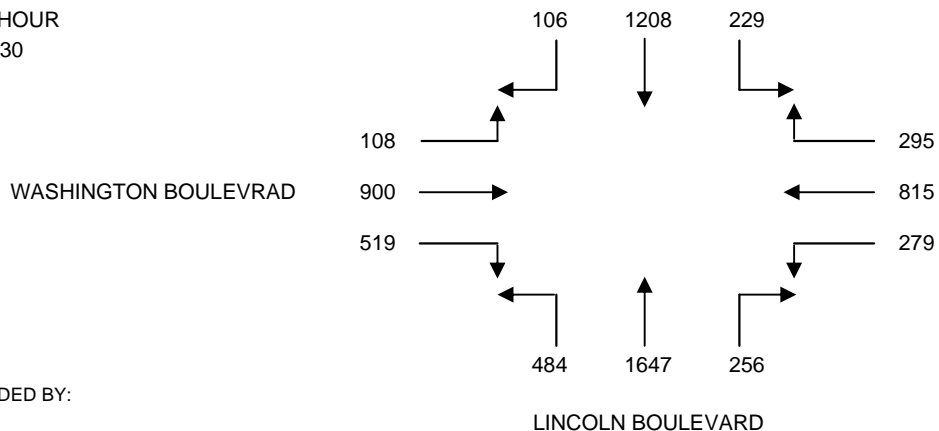 HOUR 106 1208 229
30
108 295
WASHINGTON BOULEVRAD 900 815
519 279
484 1647 256
DED BY:
LINCOLN BOULEVARD